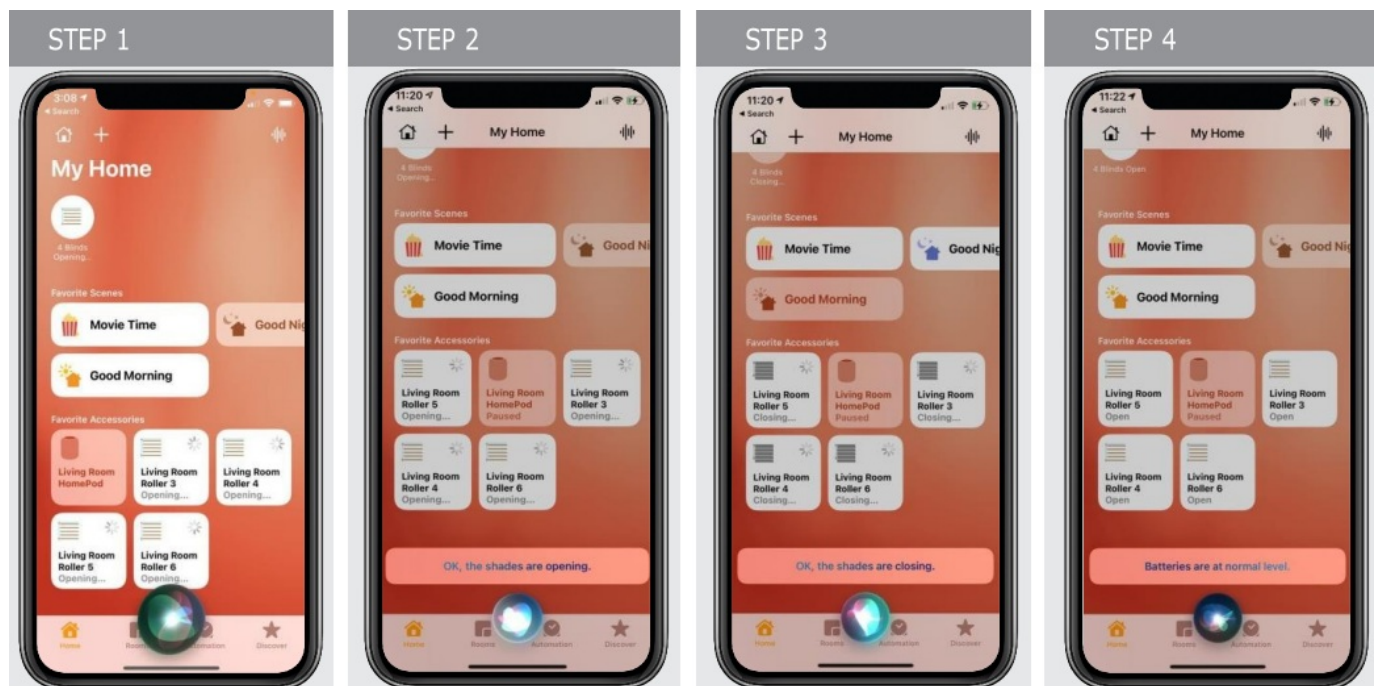 STEP 1
3:08
Search
My Home
4 Blinds
Opening...
Favorite Scenes
Movie Time
Good Nig
Good Morning
Favorite Accessories
Living Room
HomePod
Living Room
Roller 3
Opening...
Living Room
Roller 4
Opening...
Living Room
Roller 5
Opening...
Living Room
Roller 6
Opening...
Home
Discover
STEP 2
11:20
Search
My Home
4 Blinds
Opening...
Favorite Scenes
Movie Time
Good Ni
Good Morning
Favorite Accessories
Living Room
Roller 5
Opening...
Living Room
HomePod
Paused
Living Room
Roller 3
Opening...
Living Room
Roller 4
Opening...
Living Room
Roller 6
Opening...
OK, the shades are opening.
Home
Rooms
Automation
Discover
STEP 3
11:20
Search
My Home
4 Blinds
Closing...
Favorite Scenes
Movie Time
Good Nig
Good Morning
Favorite Accessories
Living Room
Roller 5
Closing...
Living Room
HomePod
Paused
Living Room
Roller 3
Closing...
Living Room
Roller 4
Closing...
Living Room
Roller 6
Closing...
OK, the shades are closing.
Home
Rooms
Automation
Discover
STEP 4
11:22
Search
My Home
4 Blinds Open
Favorite Scenes
Movie Time
Good Nig
Good Morning
Favorite Accessories
Living Room
Roller 5
Open
Living Room
HomePod
Paused
Living Room
Roller 3
Open
Living Room
Roller 4
Open
Living Room
Roller 6
Open
Batteries are at normal level.
Home
Rooms
Automation
Discover